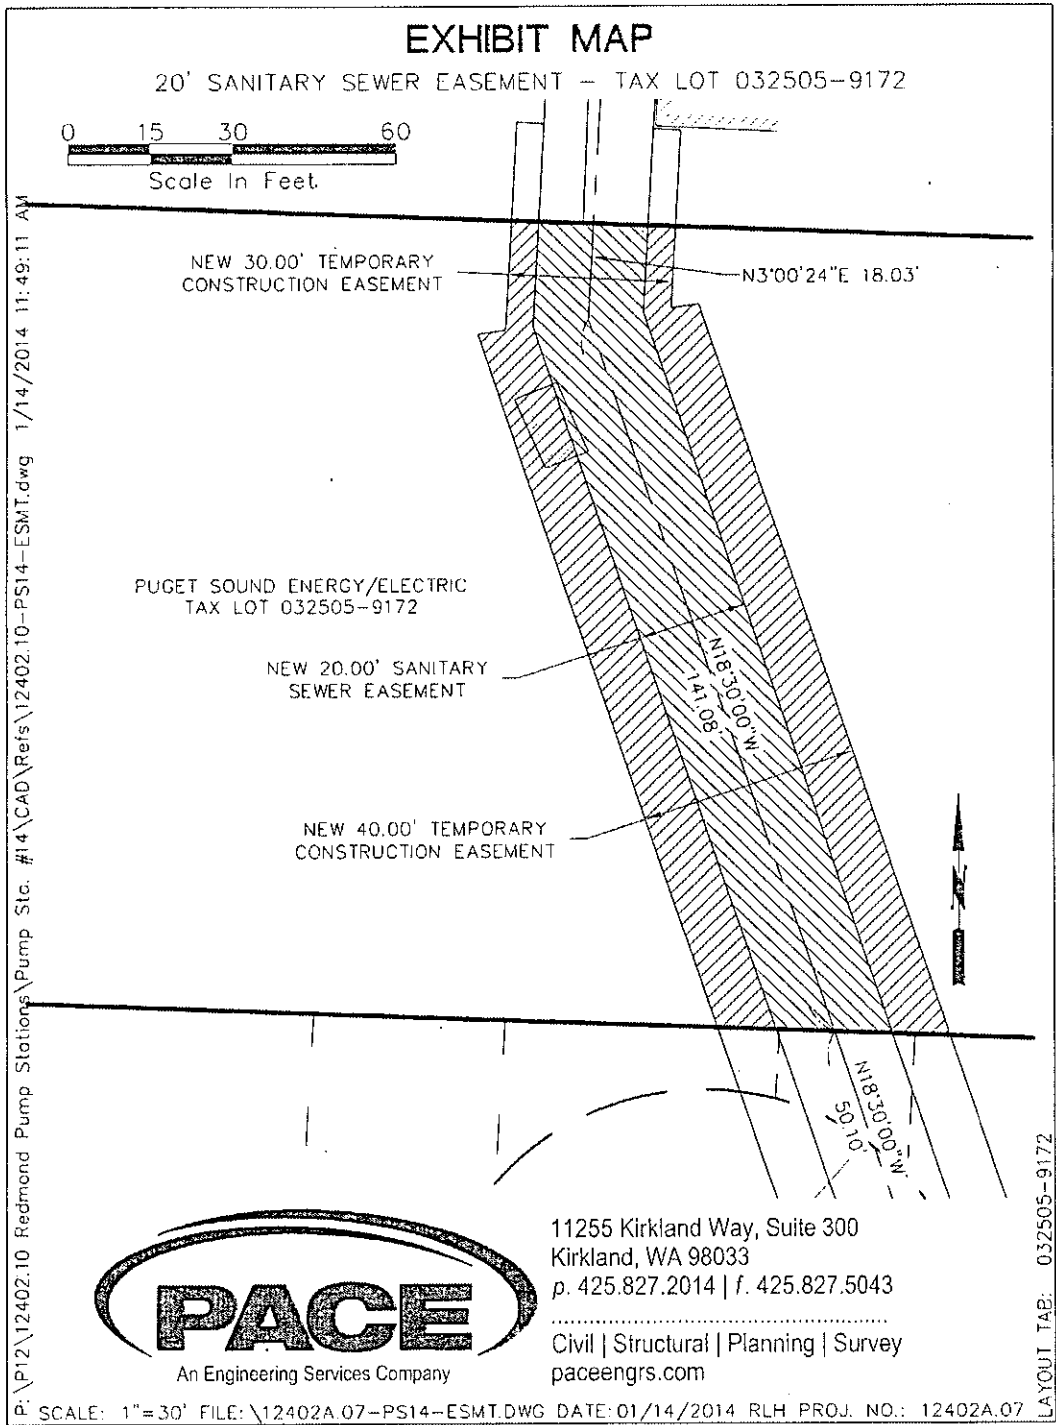 EXHIBIT MAP
20' SANITARY SEWER EASEMENT - TAX LOT 032505-9172
0 15 30 60
Scale In Feet
NEW 30.00' TEMPORARY
CONSTRUCTION EASEMENT
N3°00'24"E 18.03'
PUGET SOUND ENERGY/ELECTRIC
TAX LOT 032505-9172
NEW 20.00' SANITARY
SEWER EASEMENT
N18°30'00"W
141.08'
NEW 40.00' TEMPORARY
CONSTRUCTION EASEMENT
N
N18°30'00"W
50.10'
PACE
An Engineering Services Company
11255 Kirkland Way, Suite 300
Kirkland, WA 98033
p. 425.827.2014 | f. 425.827.5043
Civil | Structural | Planning | Survey
paceengrs.com
SCALE: 1"=30' FILE: \12402A.07-PS14-ESMT.DWG DATE: 01/14/2014 RLH PROJ. NO.: 12402A.07
P:\P12\12402.10 Redmond Pump Stations\Pump Sta. #14\CAD\Refs\12402.10-PS14-ESMT.dwg 1/14/2014 11:49:11 AM
LAYOUT TAB: 032505-9172